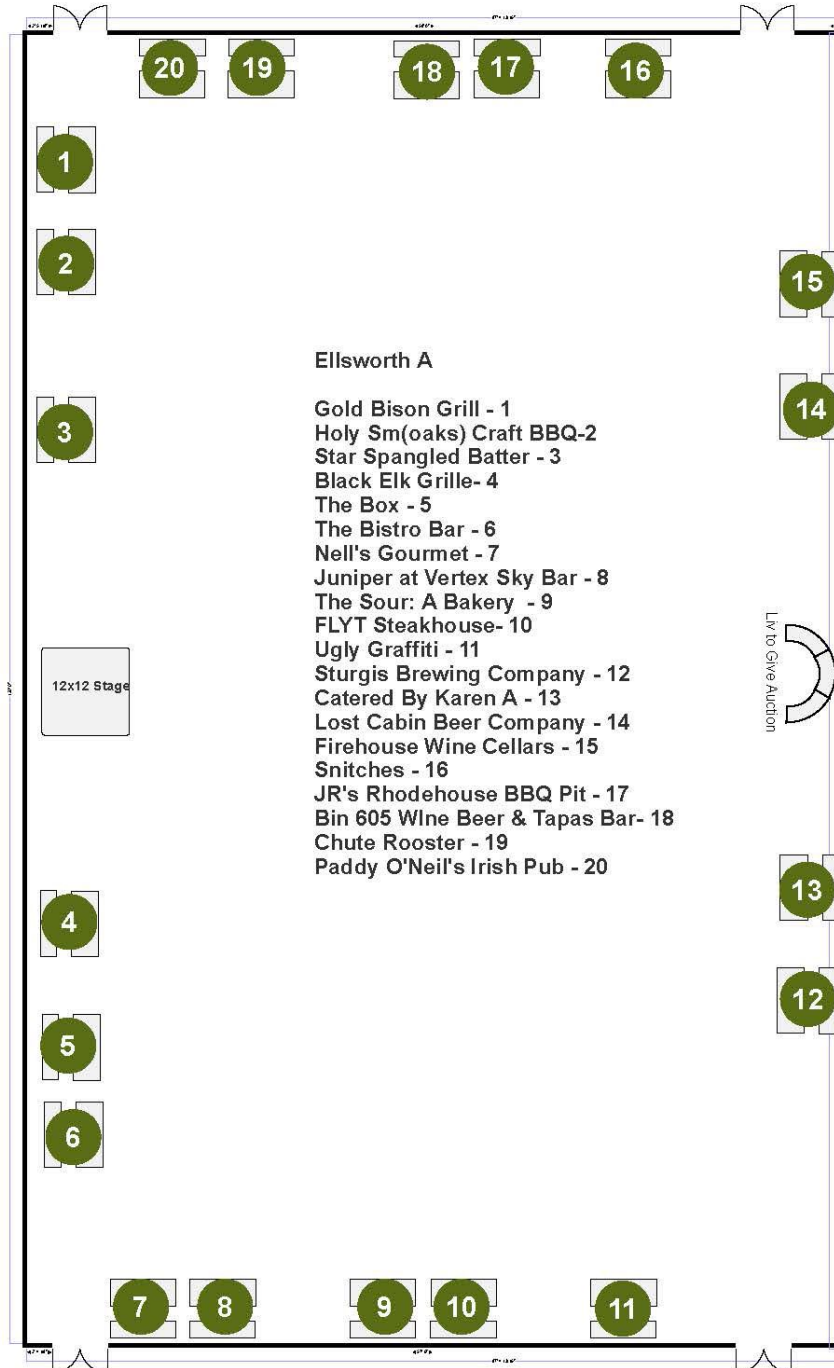 20 19 18 17 16
1
2
15
14
3
Ellsworth A
Gold Bison Grill - 1
Holy Sm(oaks) Craft BBQ-2
Star Spangled Batter - 3
Black Elk Grille- 4
The Box - 5
The Bistro Bar - 6
Nell's Gourmet - 7
Juniper at Vertex Sky Bar - 8
The Sour: A Bakery - 9
FLYT Steakhouse- 10
Ugly Graffiti - 11
Sturgis Brewing Company - 12
Catered By Karen A - 13
Lost Cabin Beer Company - 14
Firehouse Wine Cellars - 15
Snitches - 16
JR's Rhodehouse BBQ Pit - 17
Bin 605 WIne Beer & Tapas Bar- 18
Chute Rooster - 19
Paddy O'Neil's Irish Pub - 20
12x12 Stage
Liv to Give Auction
13
4
12
5
6
7 8 9 10 11